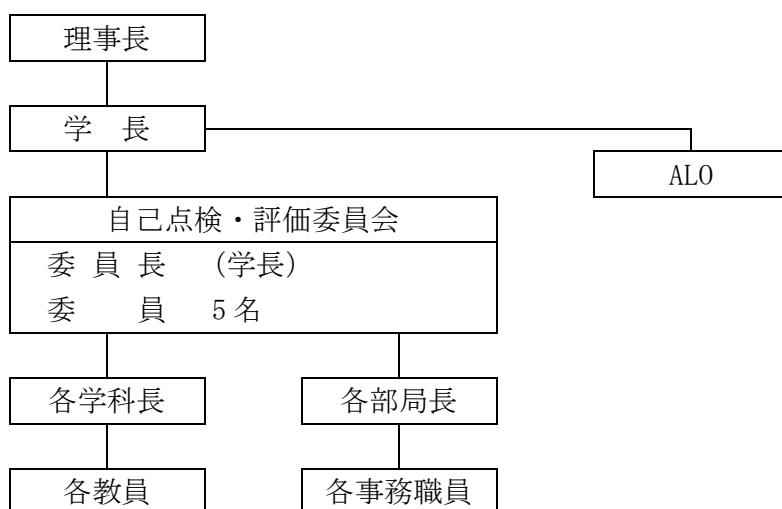 理事長
学　長
ALO
自己点検・評価委員会
委 員 長　（学長）
委　　員　5名
各学科長　各部局長
各教員　各事務職員